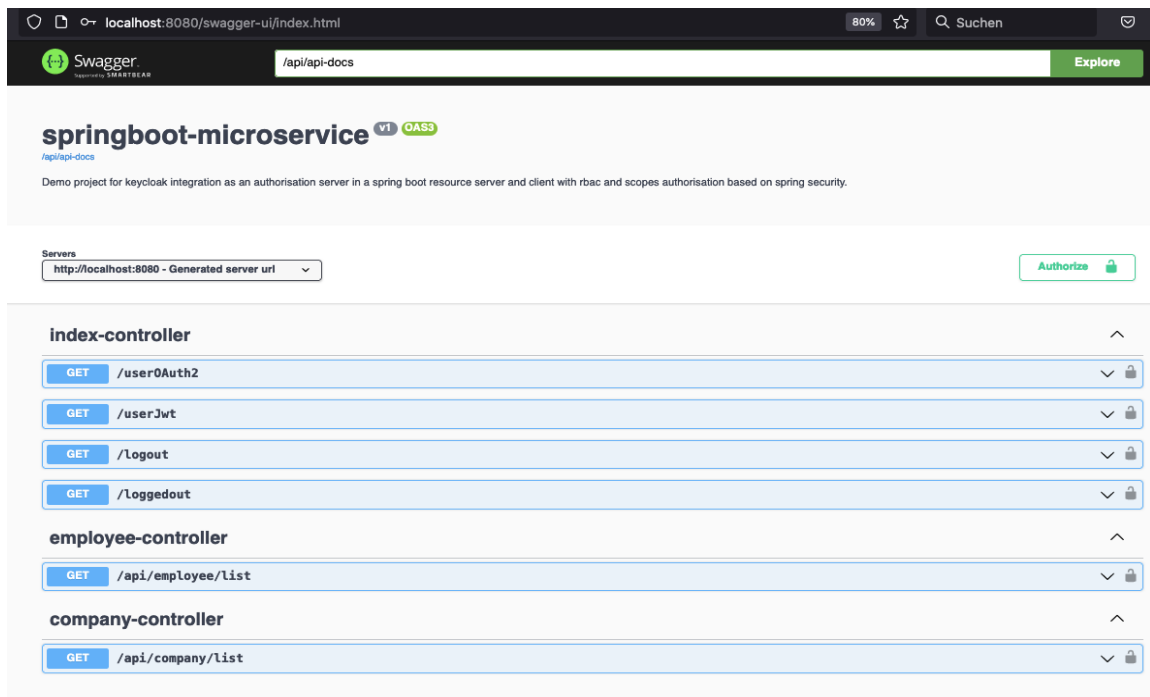 localhost:8080/swagger-ui/index.html 80% Suchen
Swagger. /api/api-docs Explore
Supported by SMARTBEAR
springboot-microservice v1 OAS3
/api/api-docs
Demo project for keycloak integration as an authorisation server in a spring boot resource server and client with rbac and scopes authorisation based on spring security.
Servers
http://localhost:8080 - Generated server url Authorize
index-controller
GET /userOAuth2
GET /userJwt
GET /logout
GET /loggedout
employee-controller
GET /api/employee/list
company-controller
GET /api/company/list